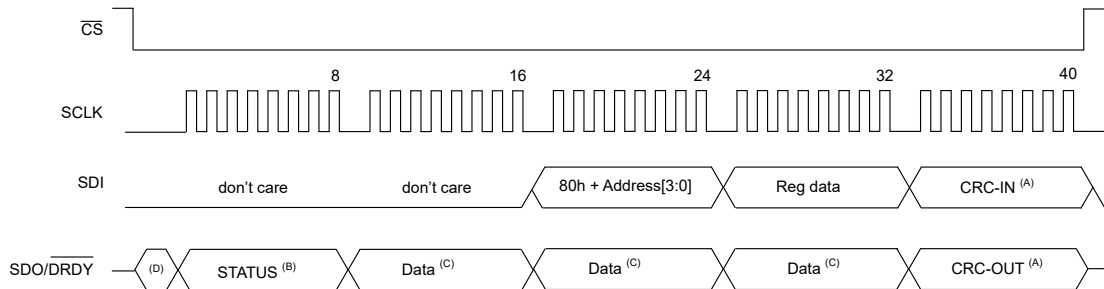 CS
8 16 24 32 40
SCLK
SDI don't care don't care 80h + Address[3:0] Reg data CRC-IN (A)
SDO/DRDY (D) STATUS (B) Data (C) Data (C) Data (C) CRC-OUT (A)